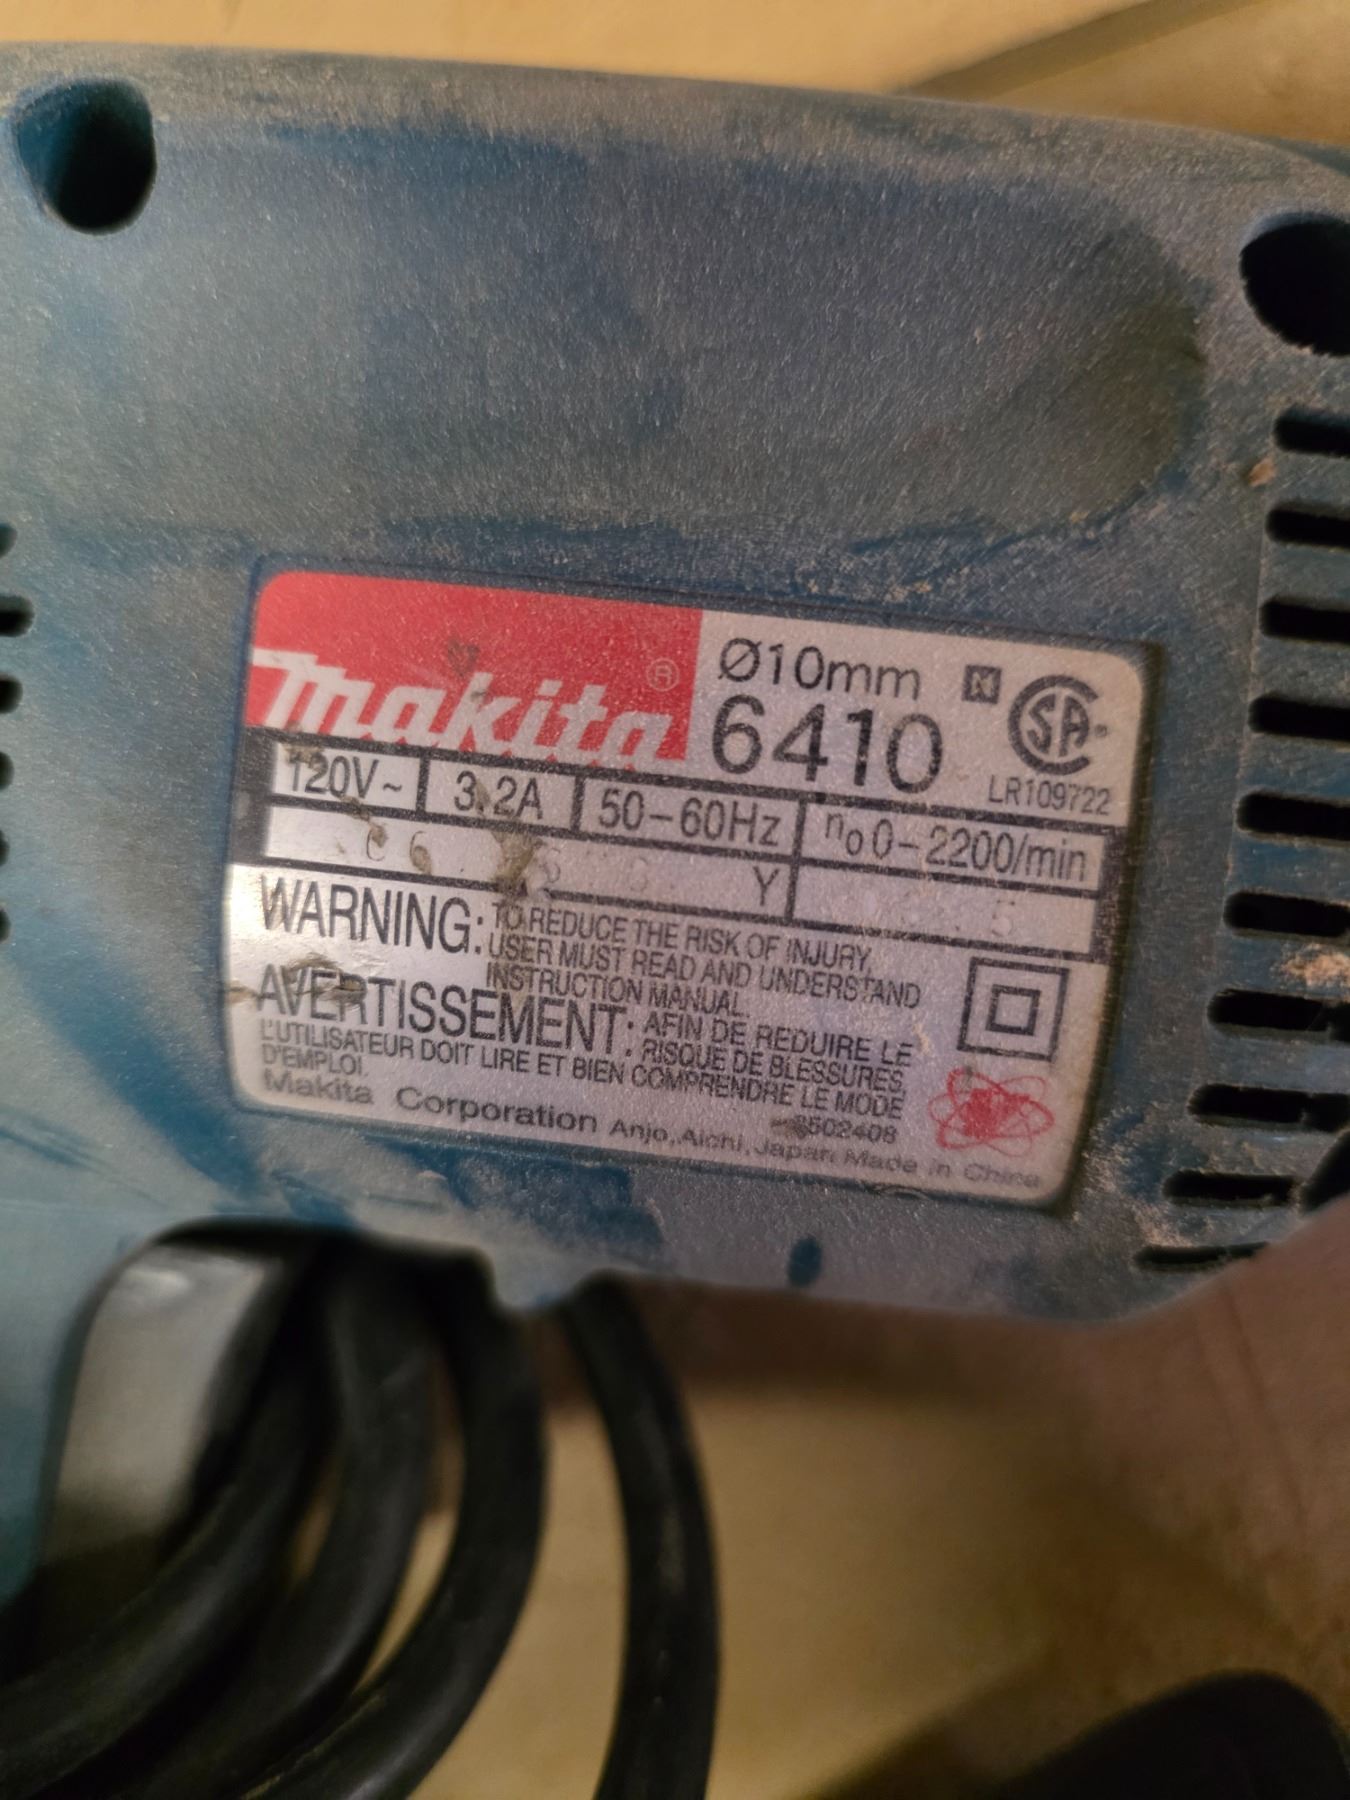 makita®
Ø10mm N CSA®
6410
LR109722
120V~ 3.2A 50-60Hz n₀0-2200/min
Y
WARNING: TO REDUCE THE RISK OF INJURY,
USER MUST READ AND UNDERSTAND
INSTRUCTION MANUAL.
AVERTISSEMENT: AFIN DE REDUIRE LE
RISQUE DE BLESSURES,
L'UTILISATEUR DOIT LIRE ET BIEN COMPRENDRE LE MODE
D'EMPLOI.
Makita Corporation Anjo, Aichi, Japan Made in China